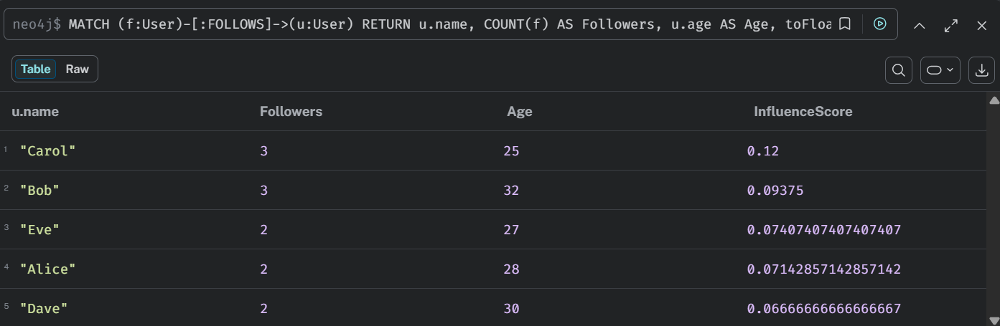 neo4j$ MATCH (f:User)-[:FOLLOWS]->(u:User) RETURN u.name, COUNT(f) AS Followers, u.age AS Age, toFloa
Table Raw
u.name Followers Age InfluenceScore
1 "Carol" 3 25 0.12
2 "Bob" 3 32 0.09375
3 "Eve" 2 27 0.07407407407407407
4 "Alice" 2 28 0.07142857142857142
5 "Dave" 2 30 0.06666666666666667